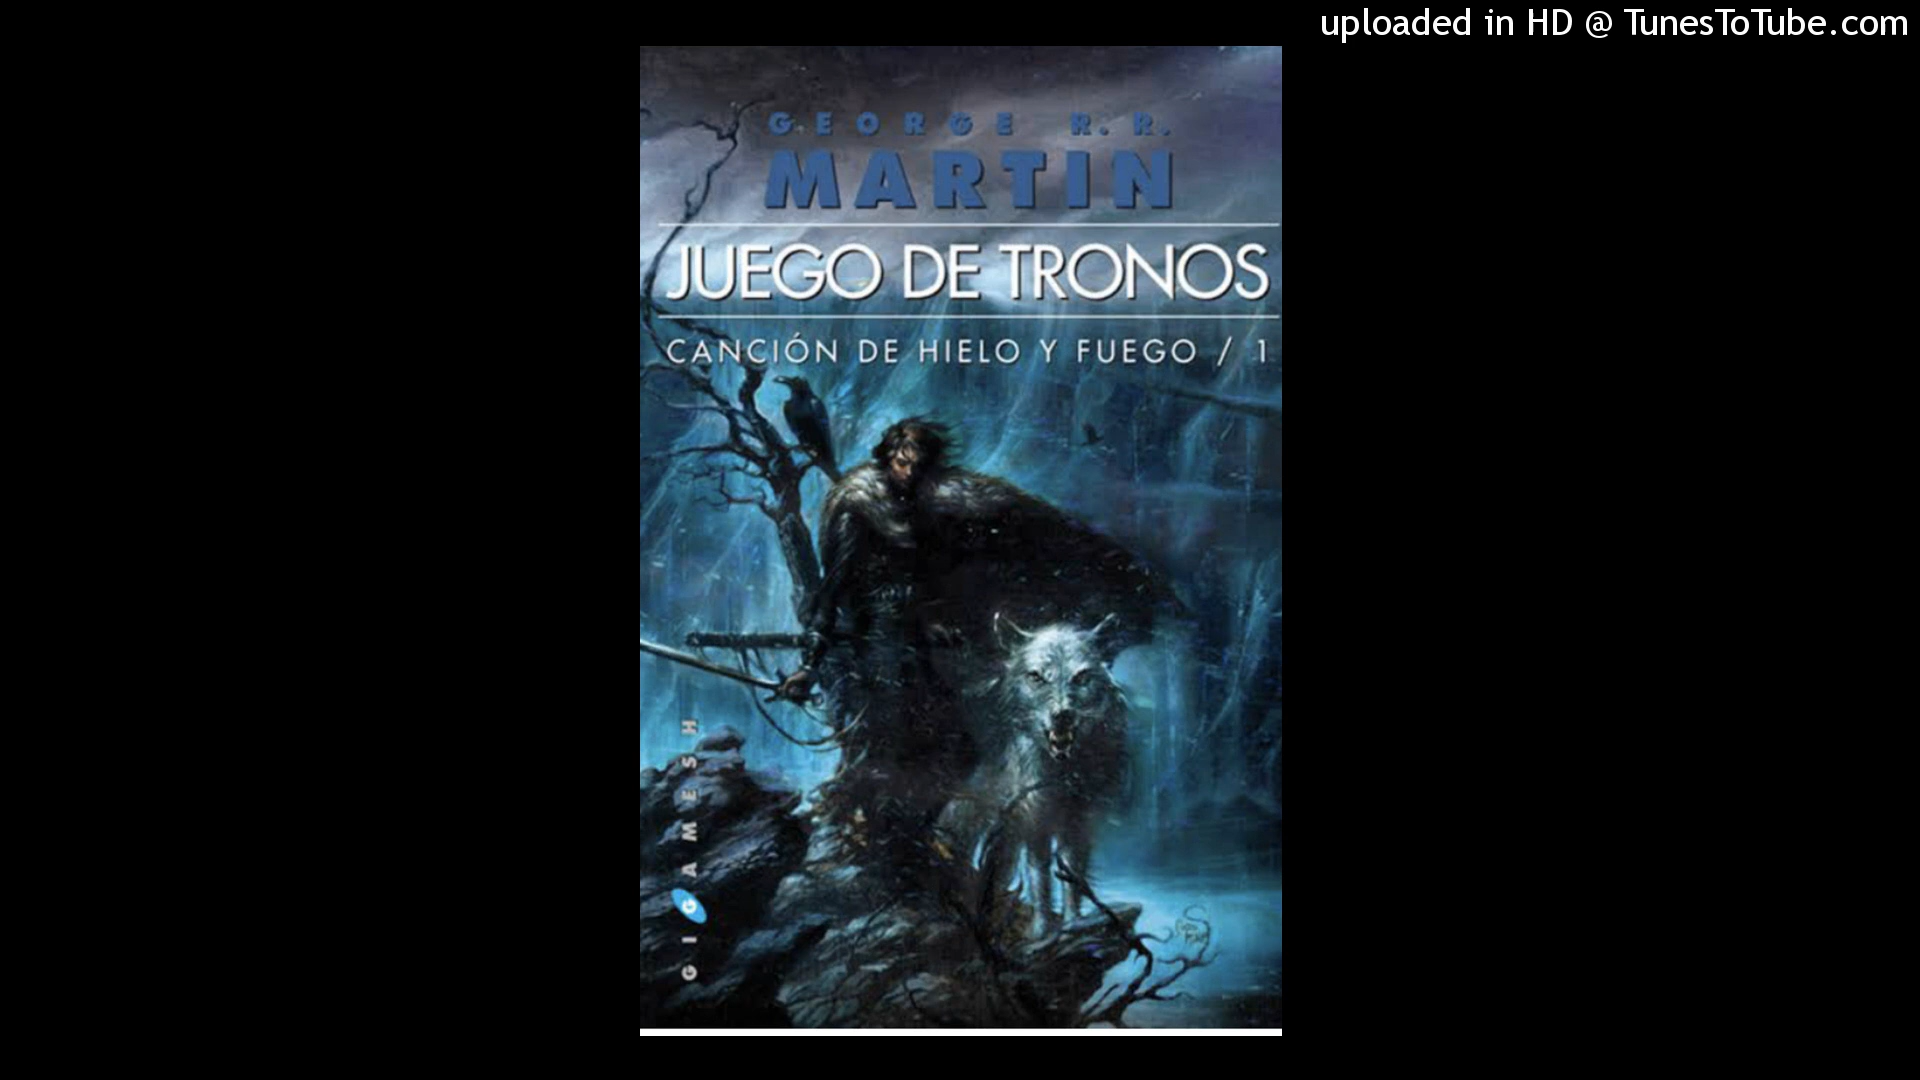 uploaded in HD @ TunesToTube.com
GEORGE R.R.
MARTIN
JUEGO DE TRONOS
CANCIÓN DE HIELO Y FUEGO / 1
GIGAMESH